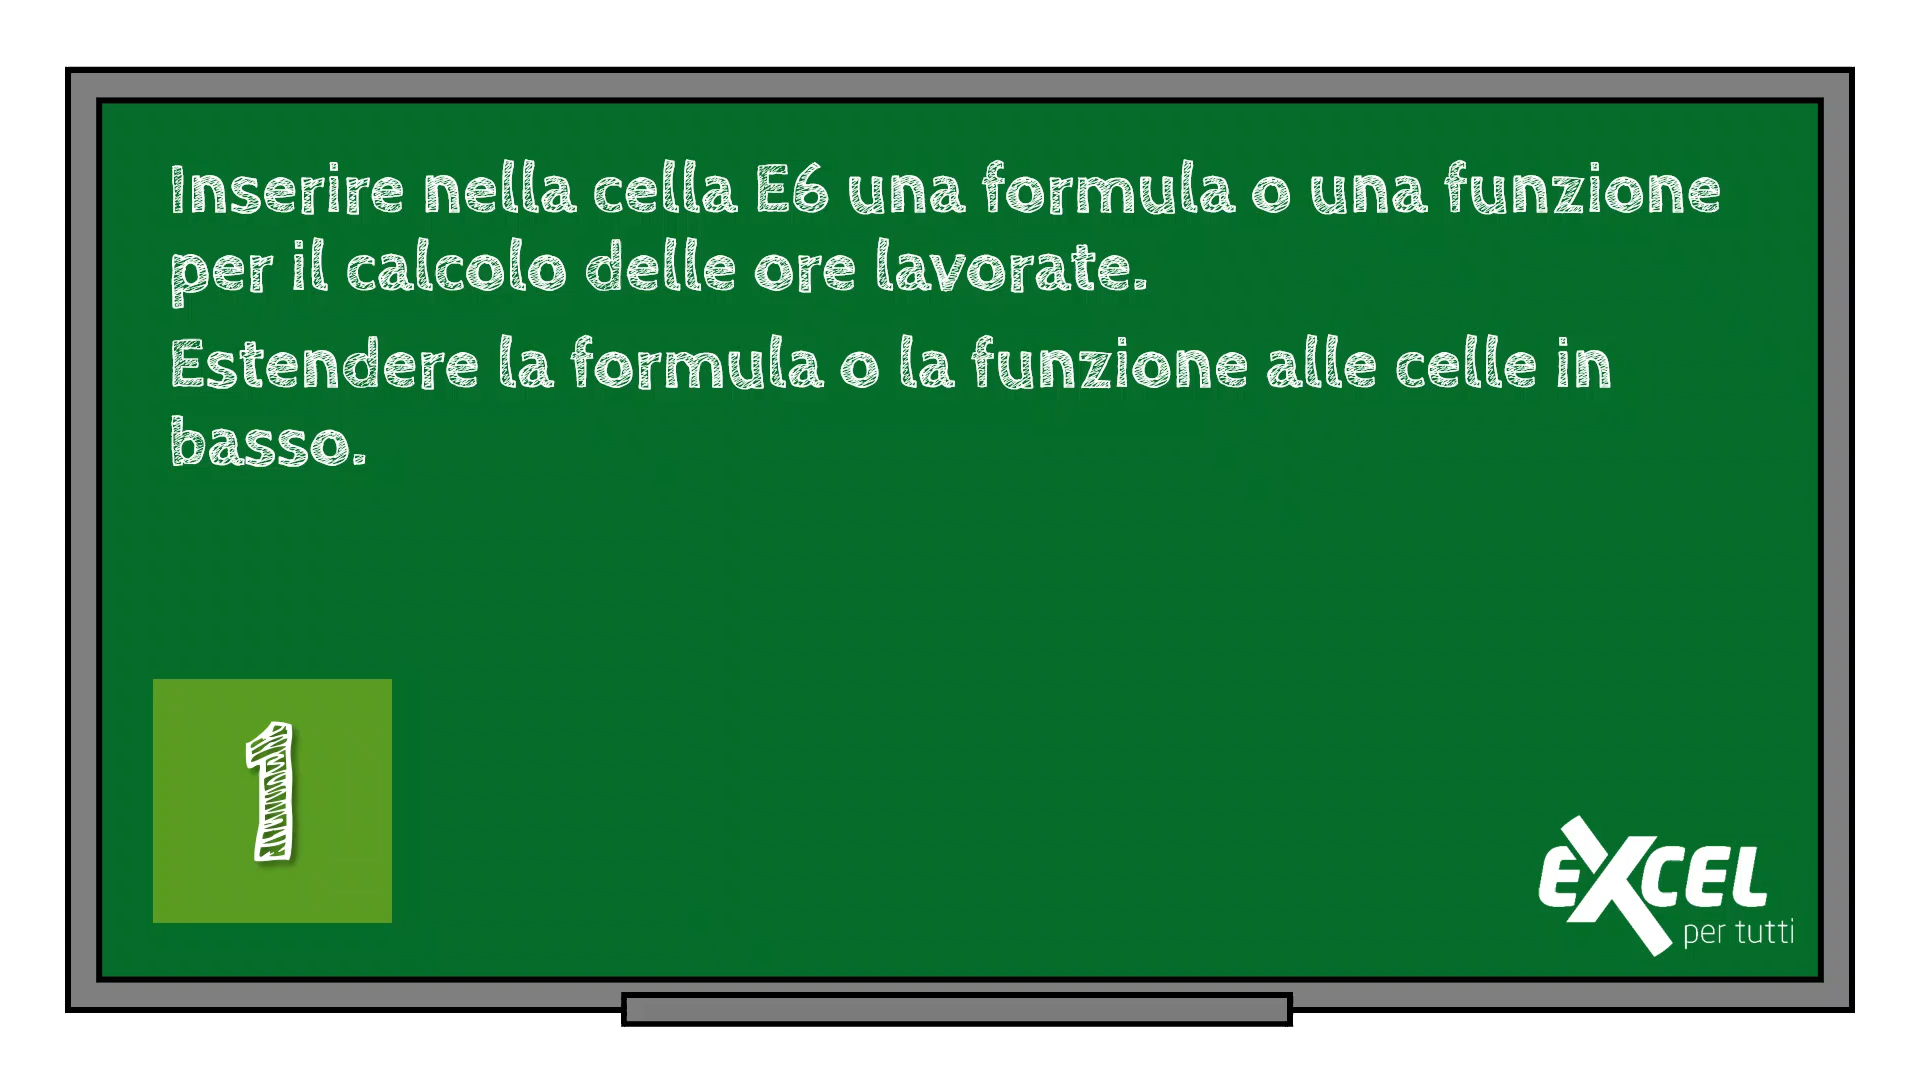 Inserire nella cella E6 una formula o una funzione
per il calcolo delle ore lavorate.
Estendere la formula o la funzione alle celle in
basso.
1
eXCEL
per tutti